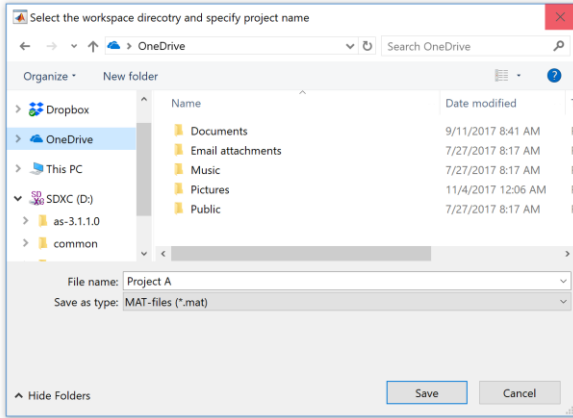 Select the workspace direcotry and specify project name
OneDrive
Search OneDrive
Organize
New folder
Name
Date modified
Dropbox
OneDrive
This PC
SDXC (D:)
as-3.1.1.0
common
Documents 9/11/2017 8:41 AM
Email attachments 7/27/2017 8:17 AM
Music 7/27/2017 8:17 AM
Pictures 11/4/2017 12:06 AM
Public 7/27/2017 8:17 AM
File name: Project A
Save as type: MAT-files (*.mat)
Hide Folders
Save
Cancel